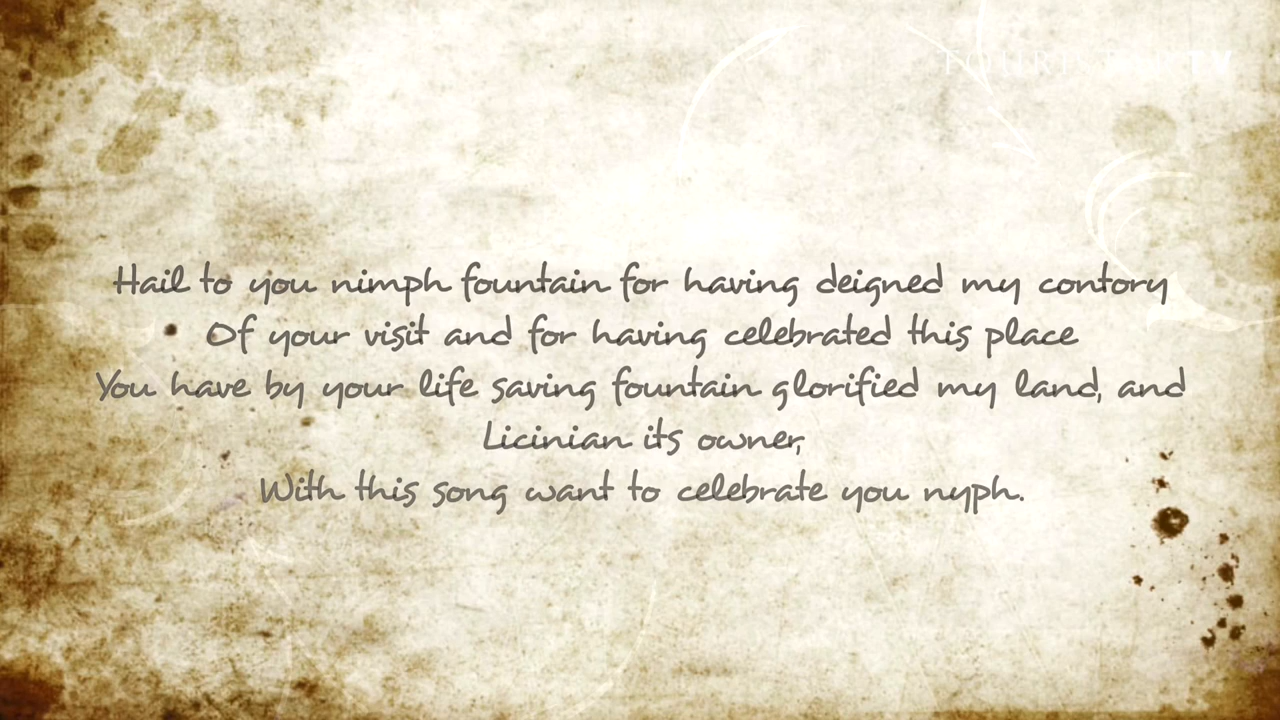 Hail to you nimph fountain for having deigned my contory
Of your visit and for having celebrated this place
You have by your life saving fountain glorified my land, and
Licinian its owner,
With this song want to celebrate you nyph.